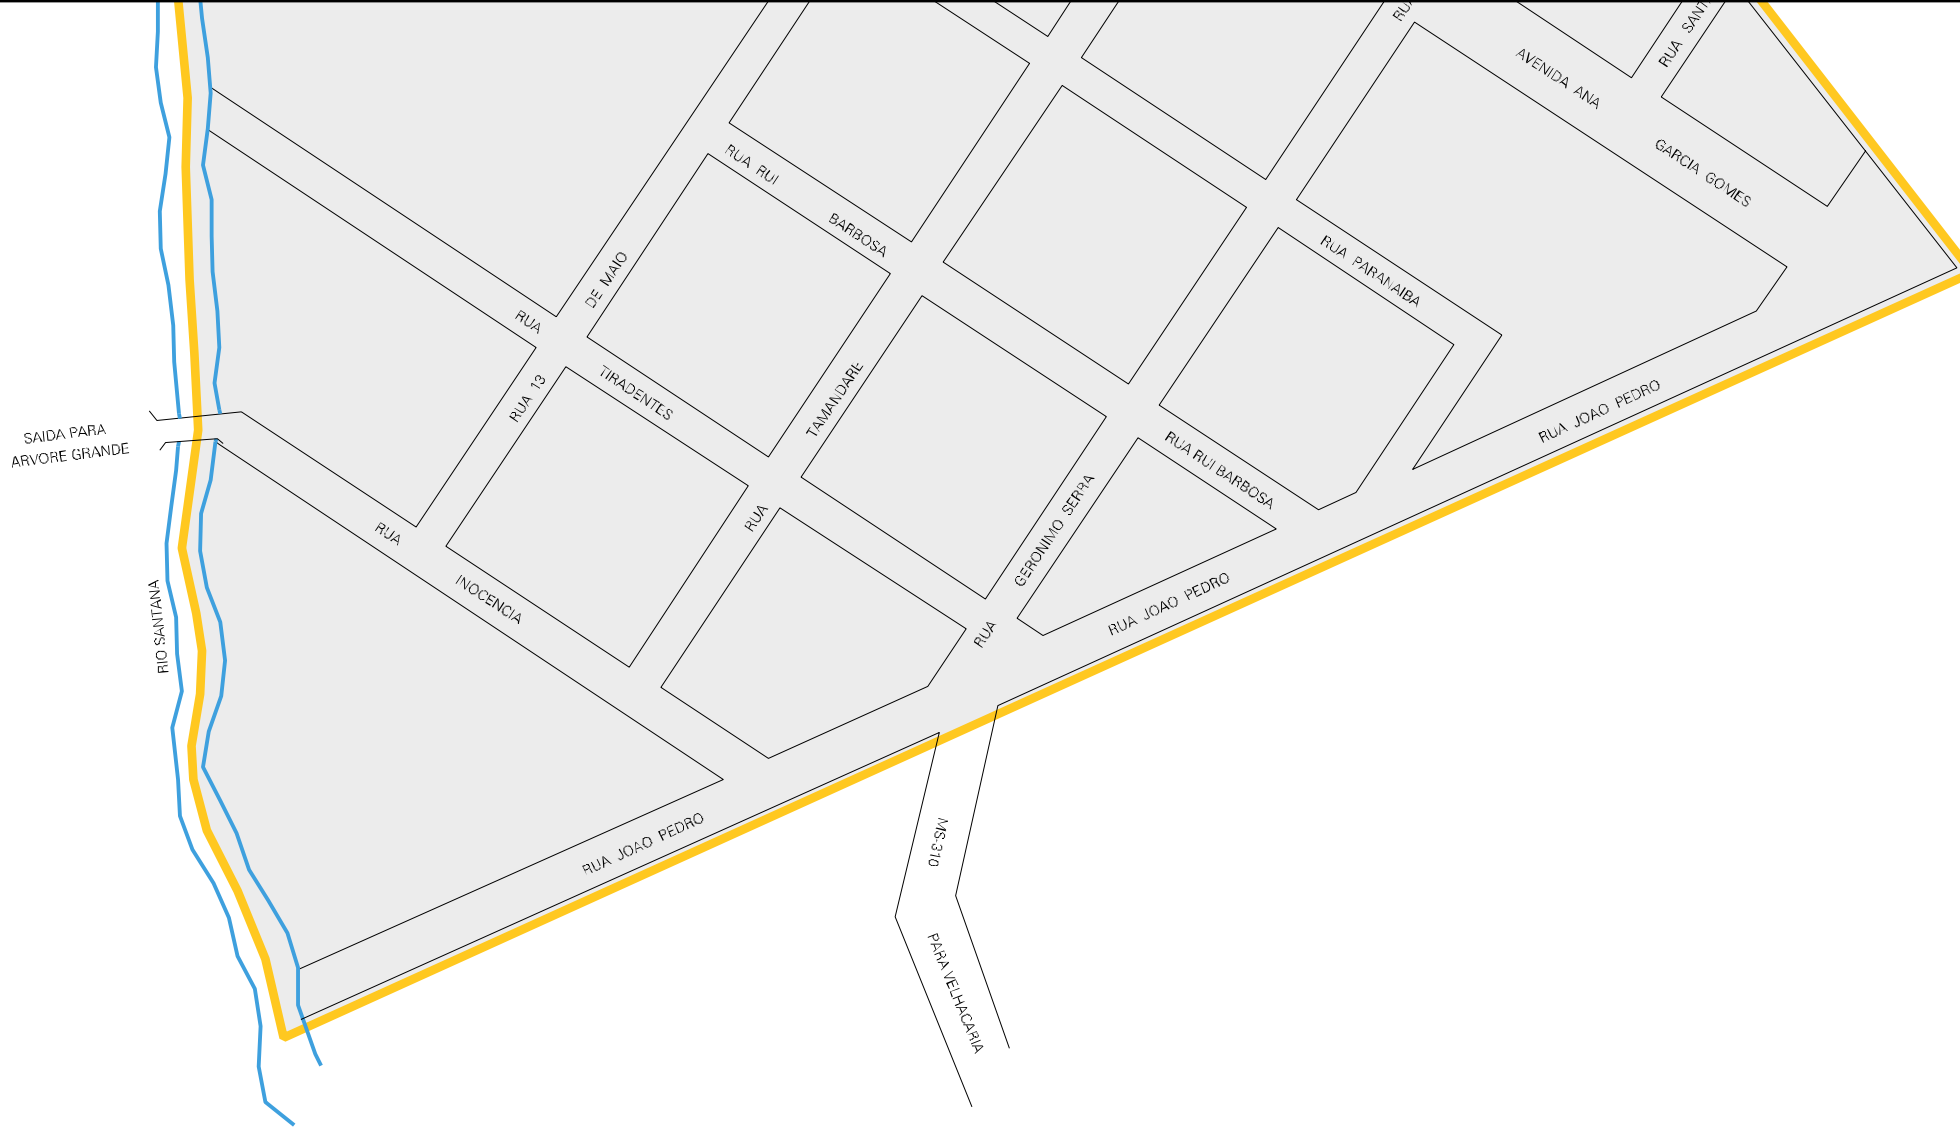 RUA SANT
AVENIDA ANA
GARCIA GOMES
RUA RUI
BARBOSA
RUA PARANAIBA
DE MAIO
RUA
RUA 13
TIRADENTES
TAMANDARE
RUA JOAO PEDRO
SAIDA PARA
ARVORE GRANDE
RUA RUI BARBOSA
RUA
GERONIMO SERRA
RUA
INOCENCIA
RIO SANTANA
RUA
RUA JOAO PEDRO
RUA JOAO PEDRO
MS-310
PARA VELHACARIA